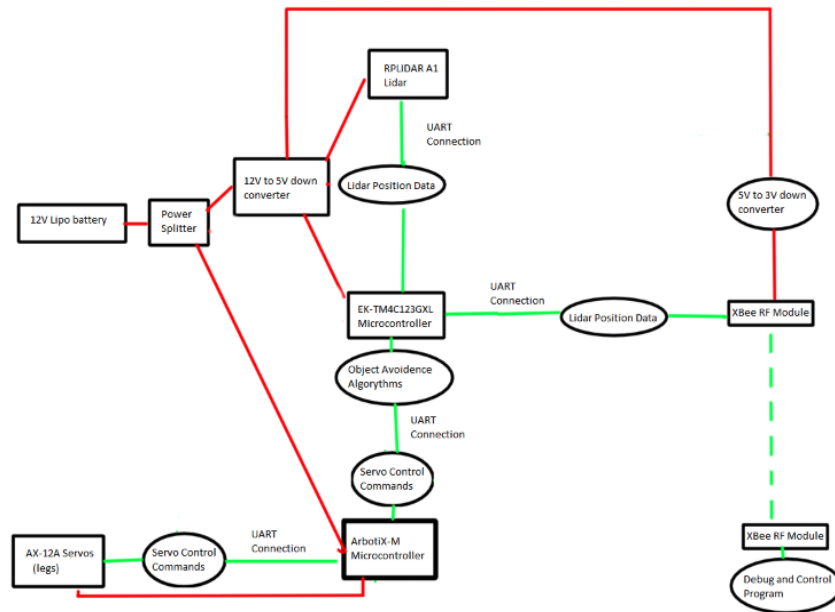 RPLIDAR A1
Lidar
UART
Connection
12V to 5V down
converter
Lidar Position Data
5V to 3V down
converter
12V Lipo battery
Power
Splitter
EK-TM4C123GXL
Microcontroller
UART
Connection
Lidar Position Data
XBee RF Module
Object Avoidence
Algorythms
UART
Connection
Servo Control
Commands
AX-12A Servos
(legs)
Servo Control
Commands
UART
Connection
ArbotiX-M
Microcontroller
XBee RF Module
Debug and Control
Program